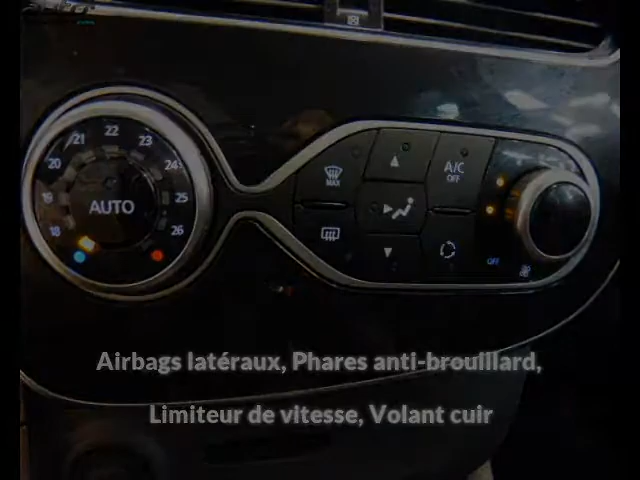 22
21 23
20 24
19 25
18 26
AUTO
MAX
A/C
OFF
OFF
Airbags latéraux, Phares anti-brouillard,
Limiteur de vitesse, Volant cuir